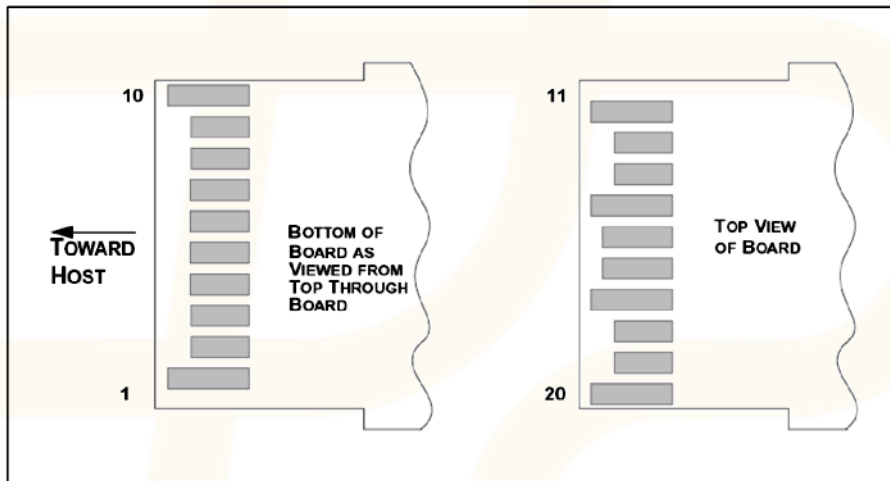 10
11
TOWARD
HOST
BOTTOM OF
BOARD AS
VIEWED FROM
TOP THROUGH
BOARD
TOP VIEW
OF BOARD
1
20